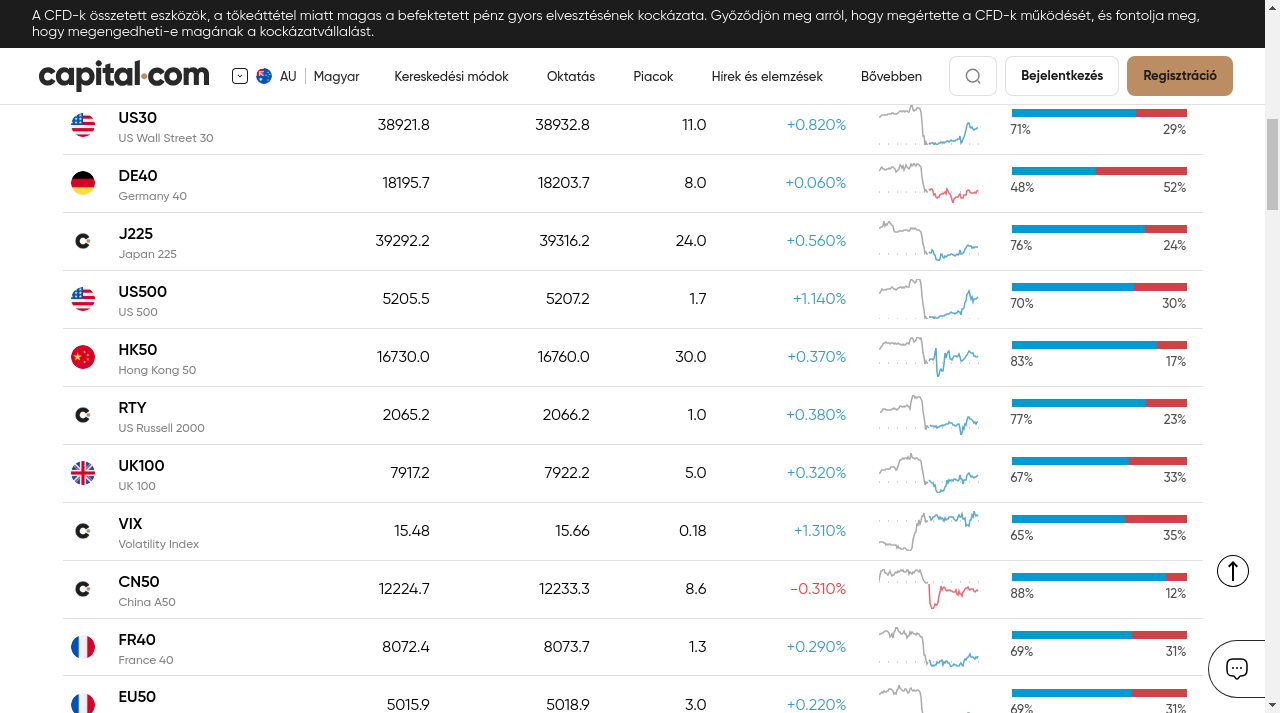 A CFD-k összetett eszközök, a tőkeáttétel miatt magas a befektetett pénz gyors elvesztésének kockázata. Győződjön meg arról, hogy megértette a CFD-k működését, és fontolja meg,
hogy megengedheti-e magának a kockázatvállalást.
capital.com AU Magyar Kereskedési módok Oktatás Piacok Hírek és elemzések Bővebben Bejelentkezés Regisztráció
US30 38921.8 38932.8 11.0 +0.820%
US Wall Street 30 71% 29%
DE40 18195.7 18203.7 8.0 +0.060%
Germany 40 48% 52%
J225 39292.2 39316.2 24.0 +0.560%
Japan 225 76% 24%
US500 5205.5 5207.2 1.7 +1.140%
US 500 70% 30%
HK50 16730.0 16760.0 30.0 +0.370%
Hong Kong 50 83% 17%
RTY 2065.2 2066.2 1.0 +0.380%
US Russell 2000 77% 23%
UK100 7917.2 7922.2 5.0 +0.320%
UK 100 67% 33%
VIX 15.48 15.66 0.18 +1.310%
Volatility Index 65% 35%
CN50 12224.7 12233.3 8.6 -0.310%
China A50 88% 12%
FR40 8072.4 8073.7 1.3 +0.290%
France 40 69% 31%
EU50 5015.9 5018.9 3.0 +0.220%
69% 31%